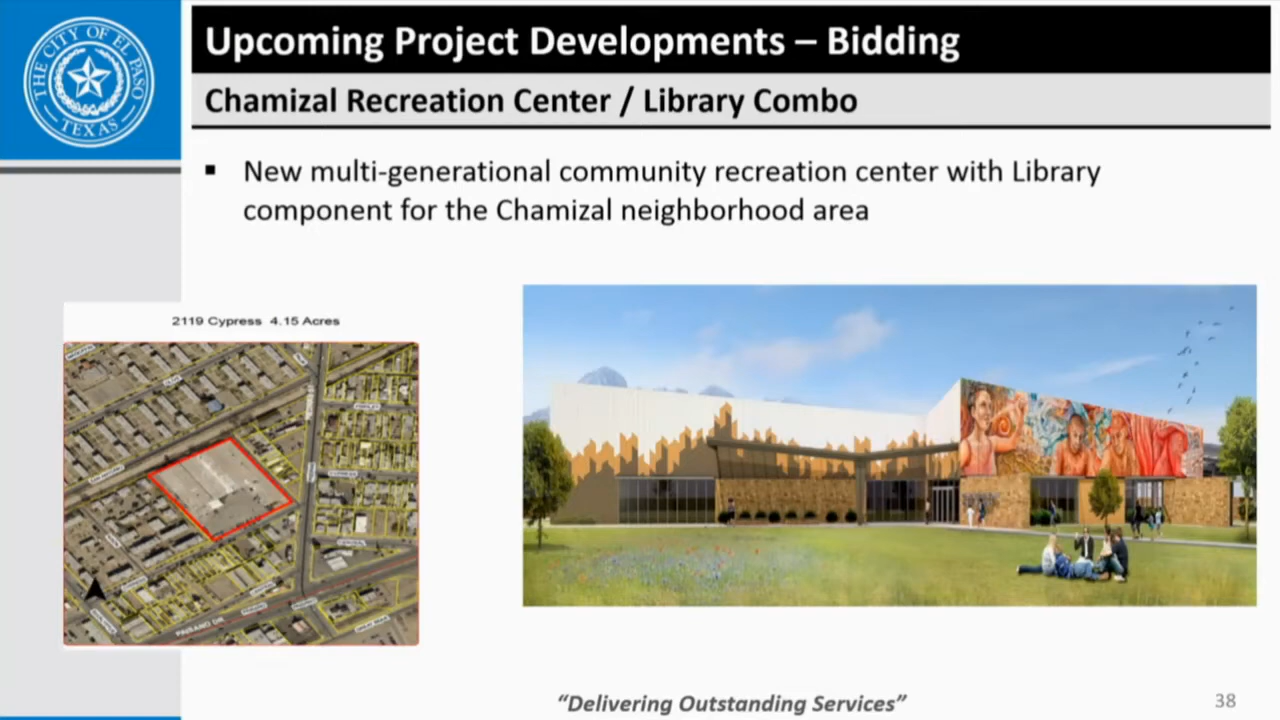 THE CITY OF EL PASO
TEXAS
Upcoming Project Developments – Bidding
Chamizal Recreation Center / Library Combo
▪ New multi-generational community recreation center with Library
component for the Chamizal neighborhood area
2119 Cypress 4.15 Acres
PAISANO DR
“Delivering Outstanding Services”
38